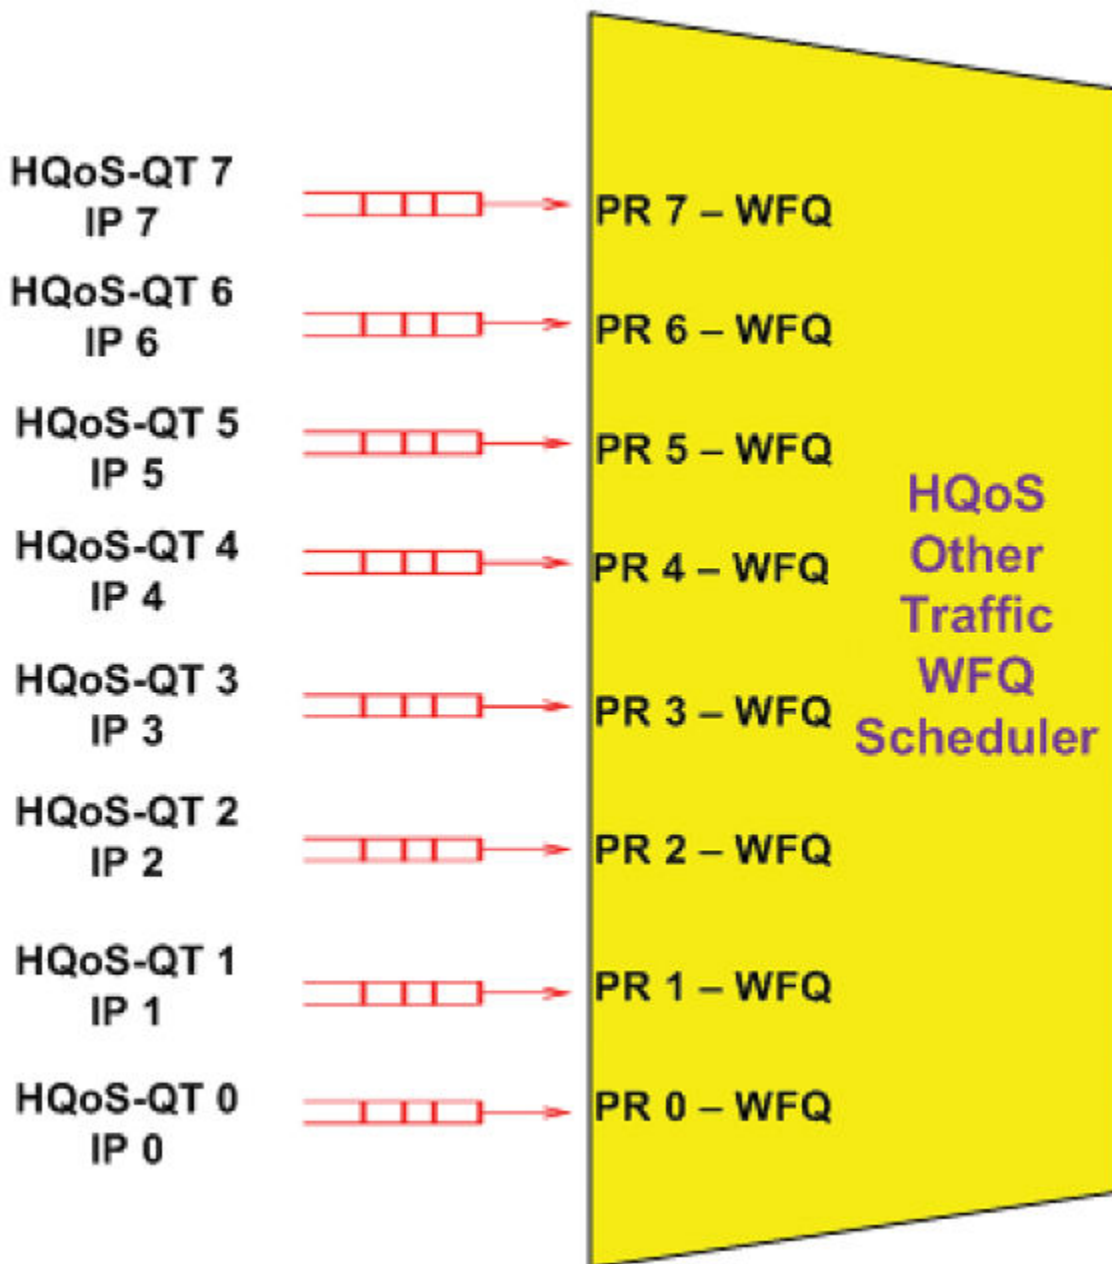 HQoS-QT 7
IP 7
PR 7 – WFQ
HQoS-QT 6
IP 6
PR 6 – WFQ
HQoS-QT 5
IP 5
PR 5 – WFQ
HQoS-QT 4
IP 4
PR 4 – WFQ
HQoS-QT 3
IP 3
PR 3 – WFQ
HQoS-QT 2
IP 2
PR 2 – WFQ
HQoS-QT 1
IP 1
PR 1 – WFQ
HQoS-QT 0
IP 0
PR 0 – WFQ
HQoS
Other
Traffic
WFQ
Scheduler